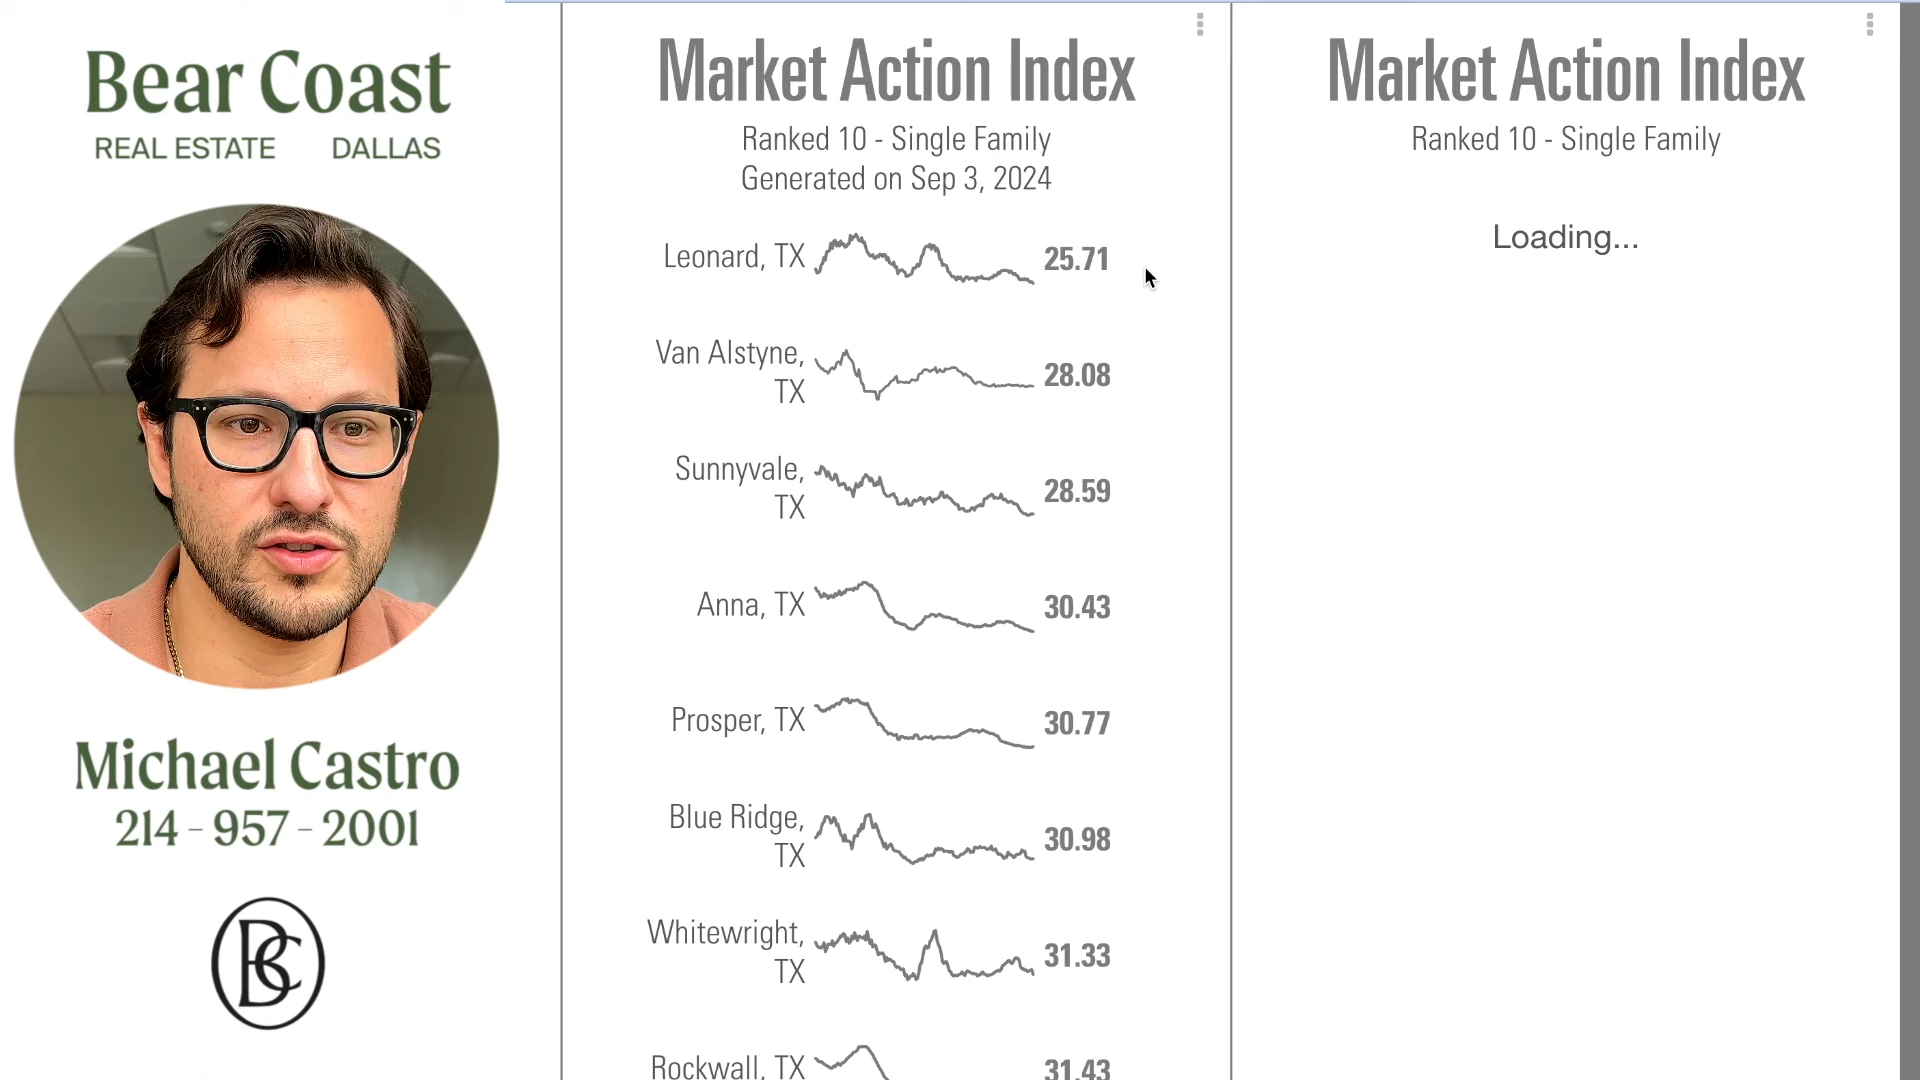 Bear Coast
REAL ESTATE DALLAS
Michael Castro
214 - 957 - 2001
BC
Market Action Index
Ranked 10 - Single Family
Generated on Sep 3, 2024
Leonard, TX 25.71
Van Alstyne,
TX 28.08
Sunnyvale,
TX 28.59
Anna, TX 30.43
Prosper, TX 30.77
Blue Ridge,
TX 30.98
Whitewright,
TX 31.33
Rockwall, TX 31.43
Market Action Index
Ranked 10 - Single Family
Loading...